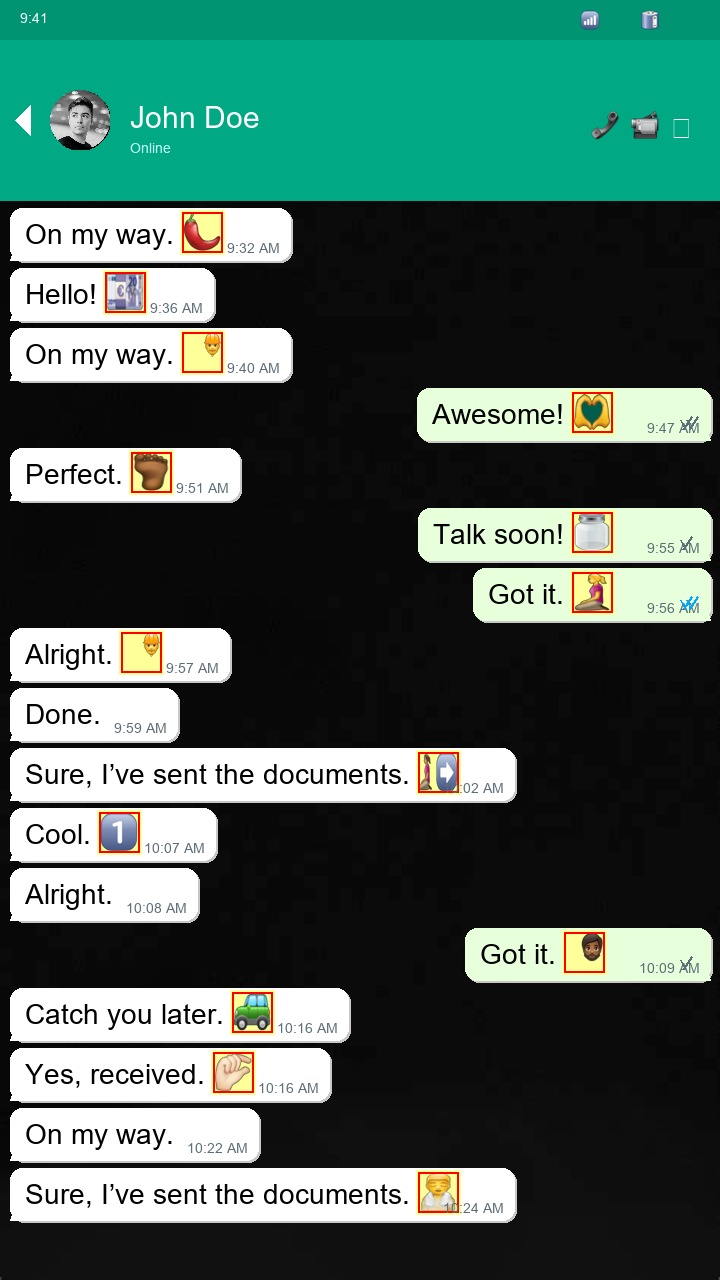 9:41
John Doe
Online
On my way. 🌶️ 9:32 AM
Hello! 💶 9:36 AM
On my way. 9:40 AM
Awesome! 🫶 9:47 AM
Perfect. 🦶🏾 9:51 AM
Talk soon! 🫙 9:55 AM
Got it. 9:56 AM
Alright. 9:57 AM
Done. 9:59 AM
Sure, I’ve sent the documents. :02 AM
Cool. 1️⃣ 10:07 AM
Alright. 10:08 AM
Got it. 10:09 AM
Catch you later. 🚙 10:16 AM
Yes, received. 🤏🏻 10:16 AM
On my way. 10:22 AM
Sure, I’ve sent the documents. 10:24 AM